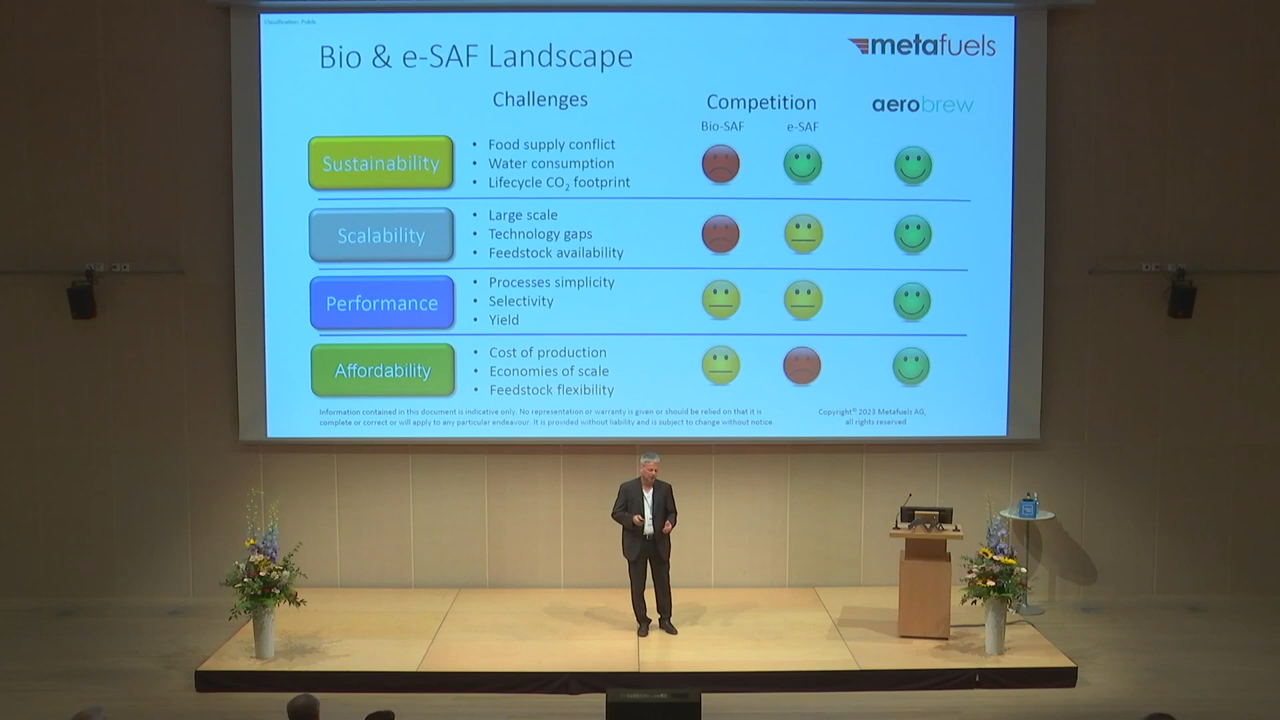 Classification: Public
Bio & e-SAF Landscape
metafuels
Challenges
Competition
aerobrew
Bio-SAF
e-SAF
Sustainability
• Food supply conflict
• Water consumption
• Lifecycle CO₂ footprint
Scalability
• Large scale
• Technology gaps
• Feedstock availability
Performance
• Processes simplicity
• Selectivity
• Yield
Affordability
• Cost of production
• Economies of scale
• Feedstock flexibility
Information contained in this document is indicative only. No representation or warranty is given or should be relied on that it is
complete or correct or will apply to any particular endeavour. It is provided without liability and is subject to change without notice.
Copyright© 2023 Metafuels AG,
all rights reserved